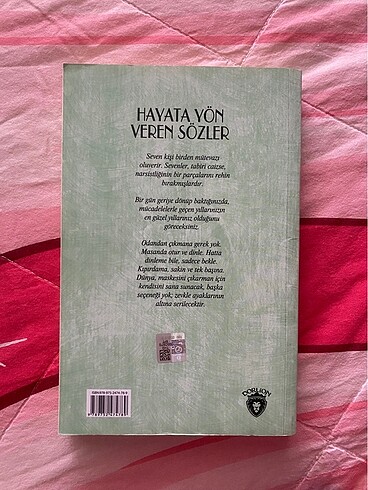 HAYATA YÖN
VEREN SÖZLER
Seven kişi birden mütevazı
oluverir. Sevenler, tabiri caizse,
narsistliğinin bir parçalarını rehin
bırakmışlardır.
Bir gün geriye dönüp baktığınızda,
mücadelelerle geçen yıllarınızın
en güzel yıllarınız olduğunu
göreceksiniz.
Odandan çıkmana gerek yok.
Masanda otur ve dinle. Hatta
dinleme bile, sadece bekle.
Kıpırdama, sakin ve tek başına.
Dünya, maskesini çıkarman için
kendisini sana sunacak, başka
seçeneği yok; zevkle ayaklarının
altına serilecektir.
DORLION